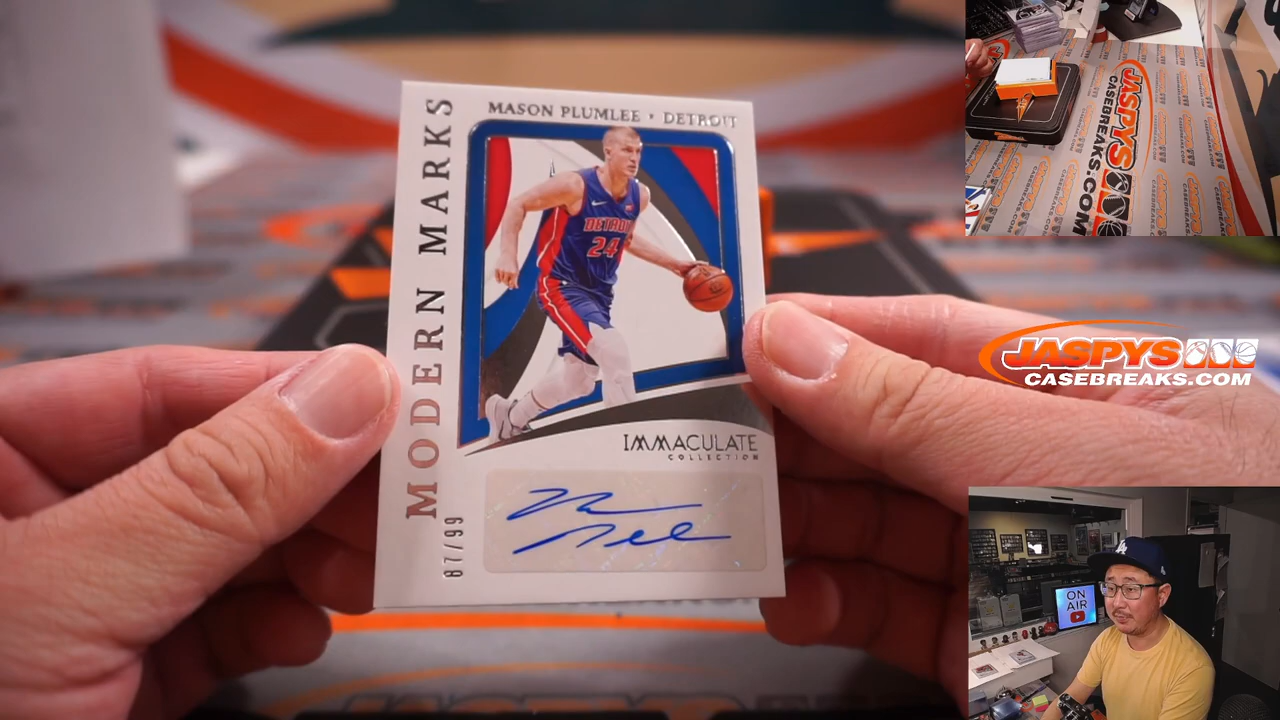 MASON PLUMLEE • DETROIT
MODERN MARKS
DETROIT
24
IMMACULATE
COLLECTION
87/99
JASPYS
CASEBREAKS.COM
JASPYS
CASEBREAKS.COM
LA
ON
AIR